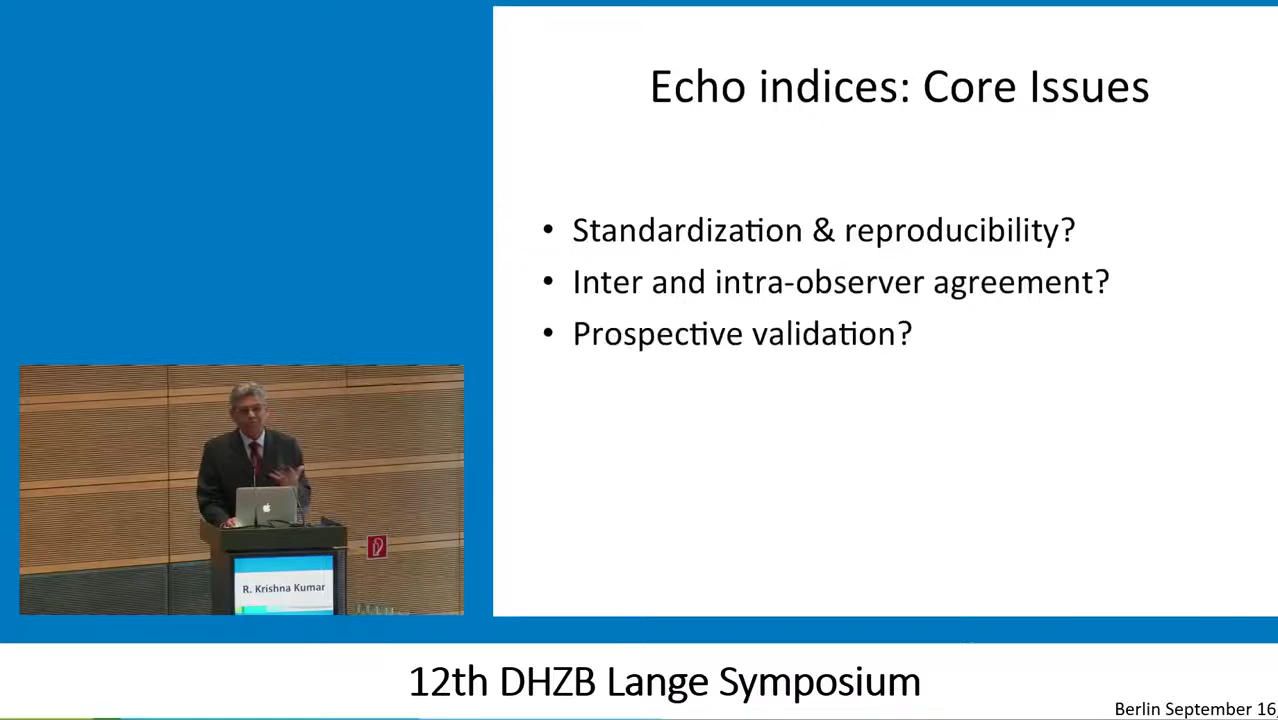 Echo indices: Core Issues
• Standardization & reproducibility?
• Inter and intra-observer agreement?
• Prospective validation?
R. Krishna Kumar
12th DHZB Lange Symposium
Berlin September 16,